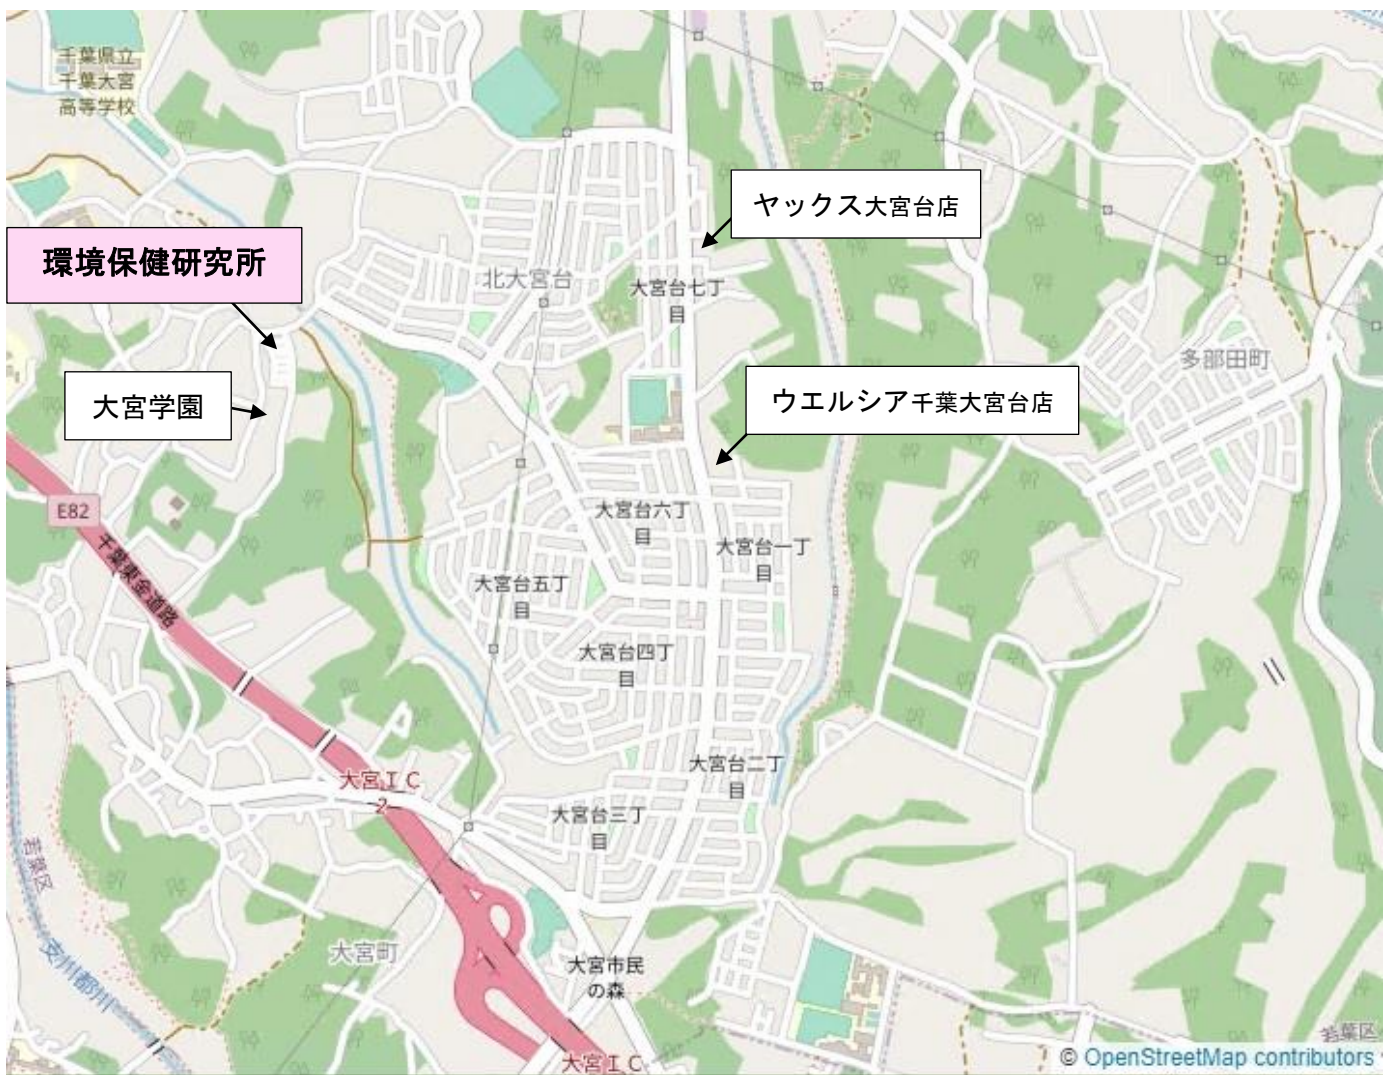 千葉県立
千葉大宮
高等学校
ヤックス大宮台店
環境保健研究所
北大宮台
大宮台七丁
目
多部田町
大宮学園
ウエルシア千葉大宮台店
E82
千葉東金道路
大宮台六丁
目
大宮台一丁
目
大宮台五丁
目
大宮台四丁
目
大宮台二丁
目
大宮IC
2
大宮台三丁
目
若葉区
支川都川
大宮町
大宮市民
の森
若葉区
大宮IC
© OpenStreetMap contributors